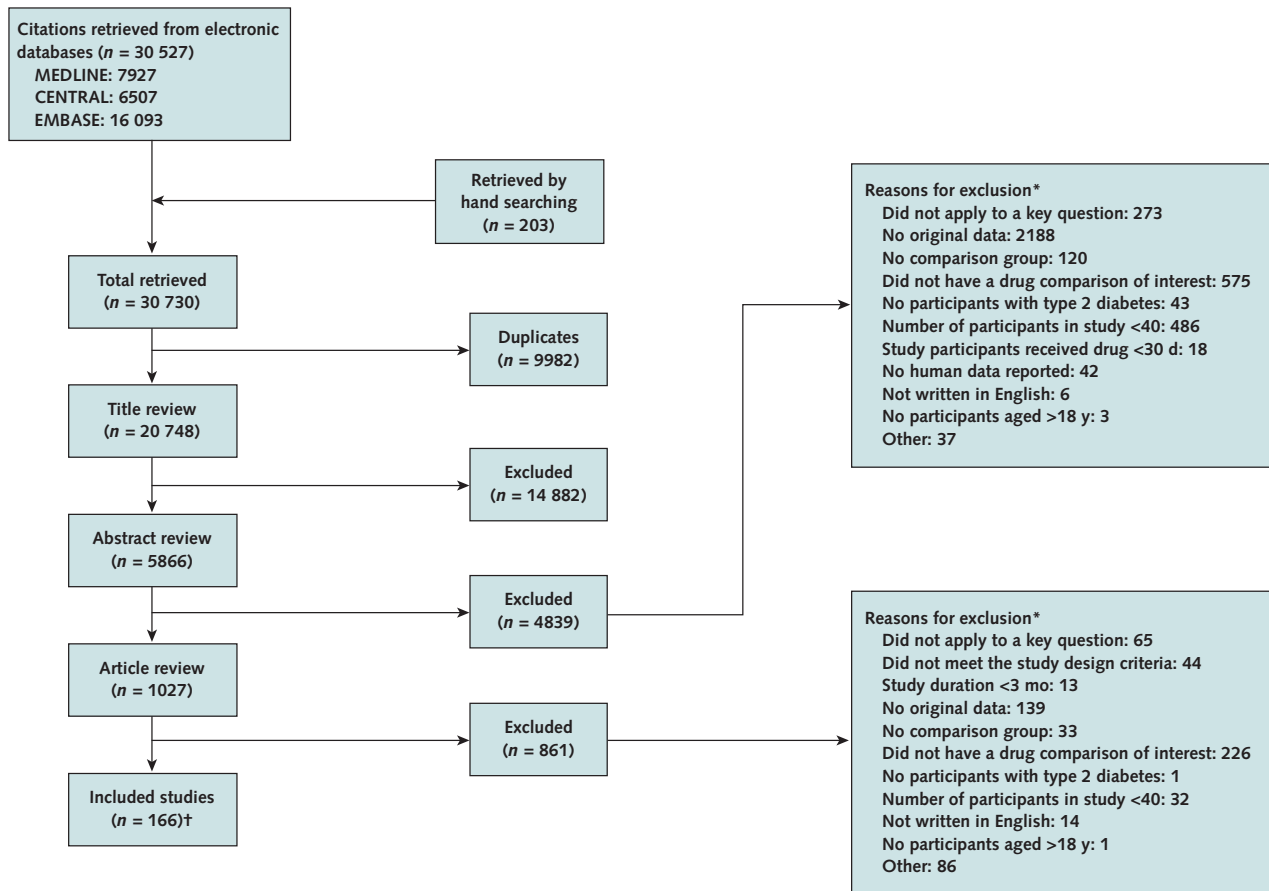 Citations retrieved from electronic
databases (n = 30 527)
MEDLINE: 7927
CENTRAL: 6507
EMBASE: 16 093
Retrieved by
hand searching
(n = 203)
Total retrieved
(n = 30 730)
Duplicates
(n = 9982)
Title review
(n = 20 748)
Excluded
(n = 14 882)
Abstract review
(n = 5866)
Excluded
(n = 4839)
Reasons for exclusion*
Did not apply to a key question: 273
No original data: 2188
No comparison group: 120
Did not have a drug comparison of interest: 575
No participants with type 2 diabetes: 43
Number of participants in study <40: 486
Study participants received drug <30 d: 18
No human data reported: 42
Not written in English: 6
No participants aged >18 y: 3
Other: 37
Article review
(n = 1027)
Excluded
(n = 861)
Reasons for exclusion*
Did not apply to a key question: 65
Did not meet the study design criteria: 44
Study duration <3 mo: 13
No original data: 139
No comparison group: 33
Did not have a drug comparison of interest: 226
No participants with type 2 diabetes: 1
Number of participants in study <40: 32
Not written in English: 14
No participants aged >18 y: 1
Other: 86
Included studies
(n = 166)†